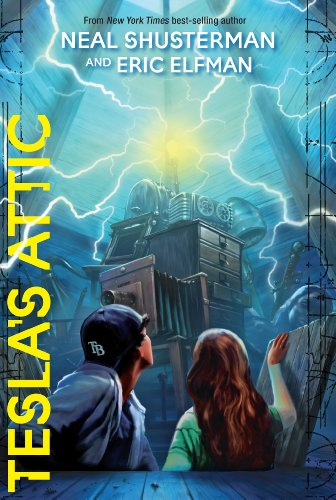 From New York Times best-selling author
NEAL SHUSTERMAN
AND ERIC ELFMAN
TESLA'S ATTIC
TB